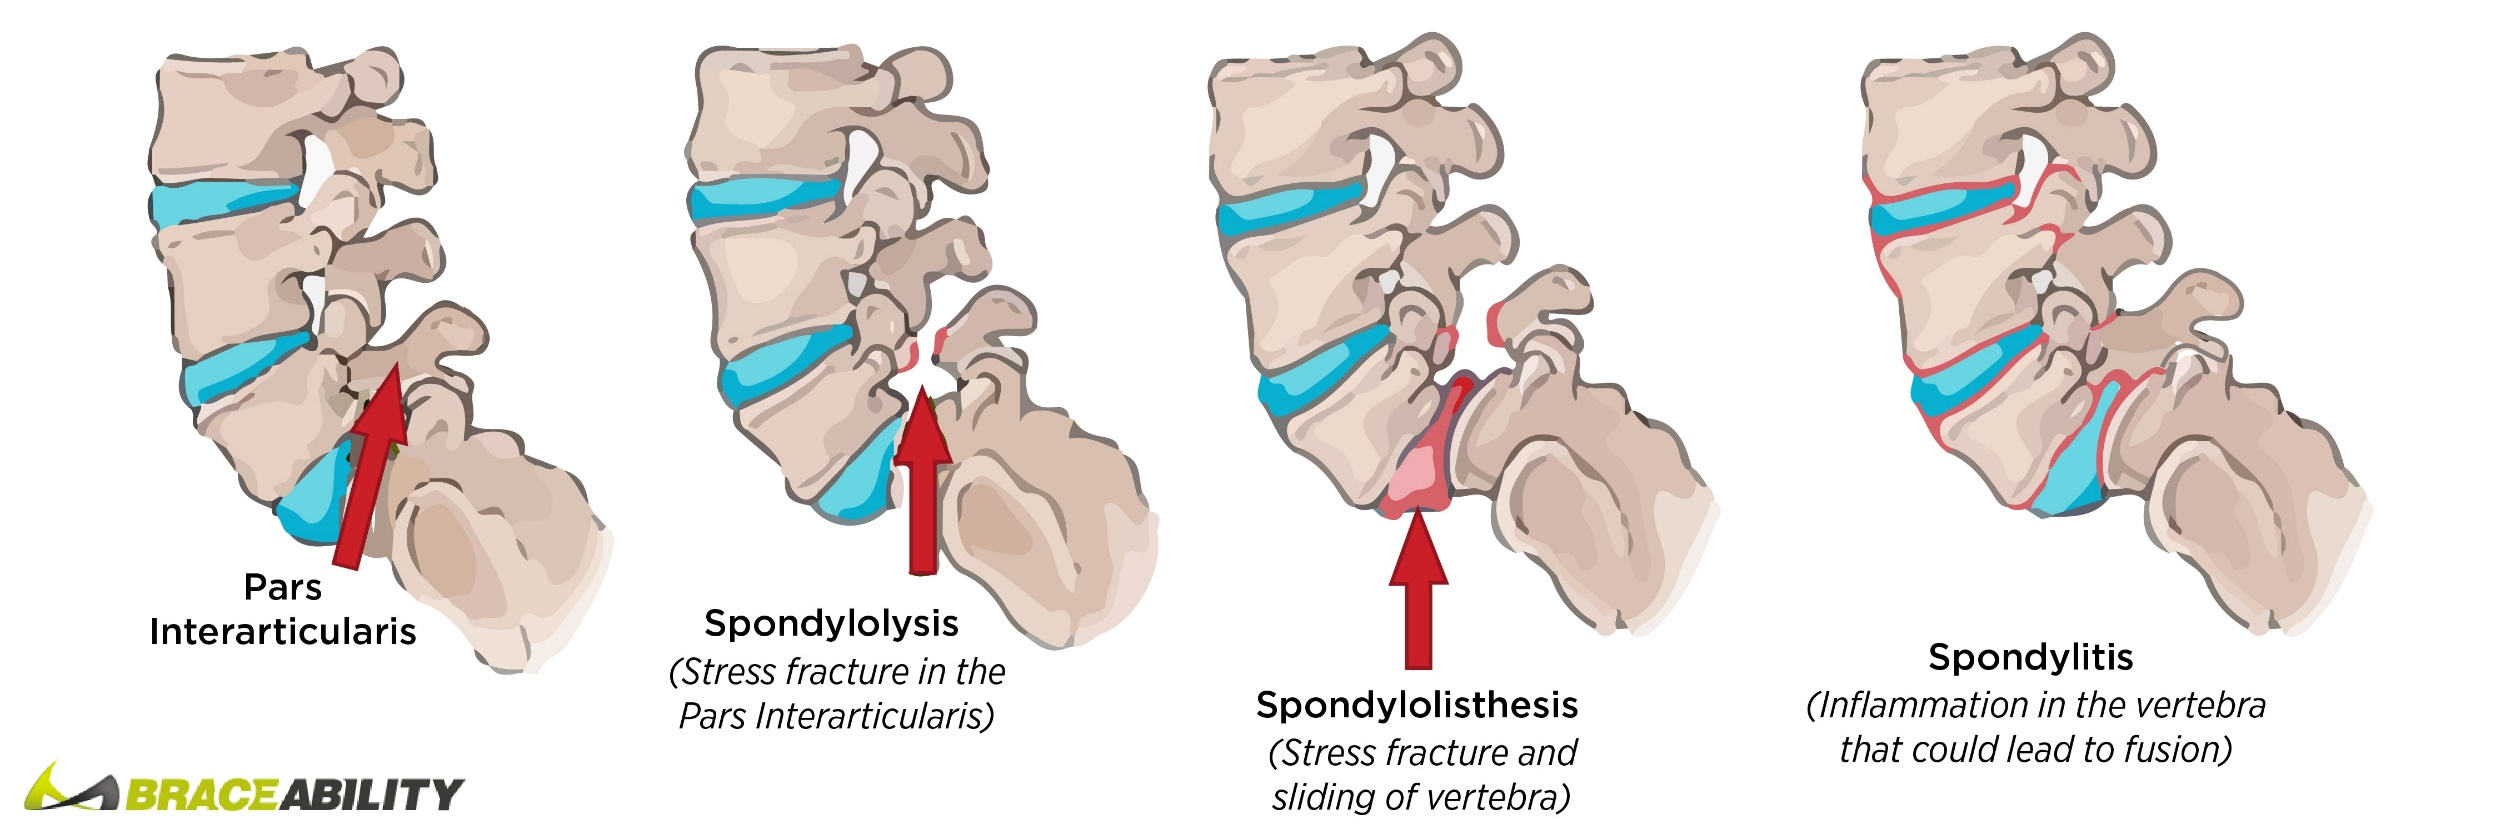 Pars
Interarticularis
Spondylolysis
(Stress fracture in the
Pars Interarticularis)
Spondylolisthesis
(Stress fracture and
sliding of vertebra)
Spondylitis
(Inflammation in the vertebra
that could lead to fusion)
BRACEABILITY